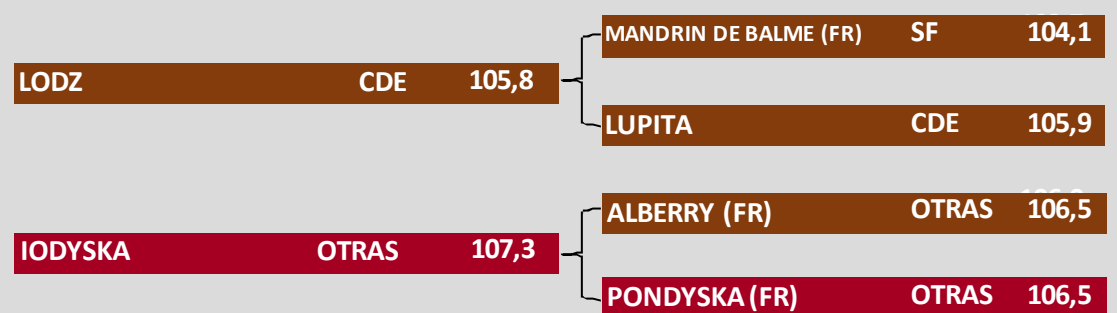 MANDRIN DE BALME (FR) SF 104,1
LODZ CDE 105,8
LUPITA CDE 105,9
ALBERRY (FR) OTRAS 106,5
IODYSKA OTRAS 107,3
PONDYSKA (FR) OTRAS 106,5